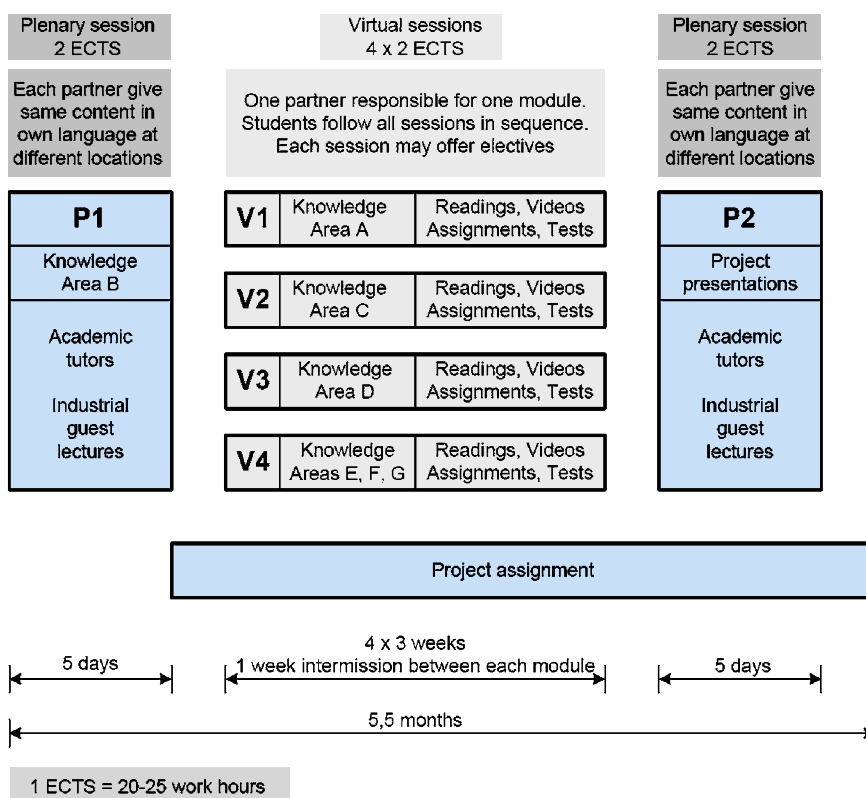 Plenary session
2 ECTS
Virtual sessions
4 x 2 ECTS
Plenary session
2 ECTS
Each partner give
same content in
own language at
different locations
One partner responsible for one module.
Students follow all sessions in sequence.
Each session may offer electives
Each partner give
same content in
own language at
different locations
P1
Knowledge
Area B
Academic
tutors
Industrial
guest
lectures
V1
Knowledge
Area A
Readings, Videos
Assignments, Tests
V2
Knowledge
Area C
Readings, Videos
Assignments, Tests
V3
Knowledge
Area D
Readings, Videos
Assignments, Tests
V4
Knowledge
Areas E, F, G
Readings, Videos
Assignments, Tests
P2
Project
presentations
Academic
tutors
Industrial
guest
lectures
Project assignment
5 days
4 x 3 weeks
1 week intermission between each module
5 days
5,5 months
1 ECTS = 20-25 work hours